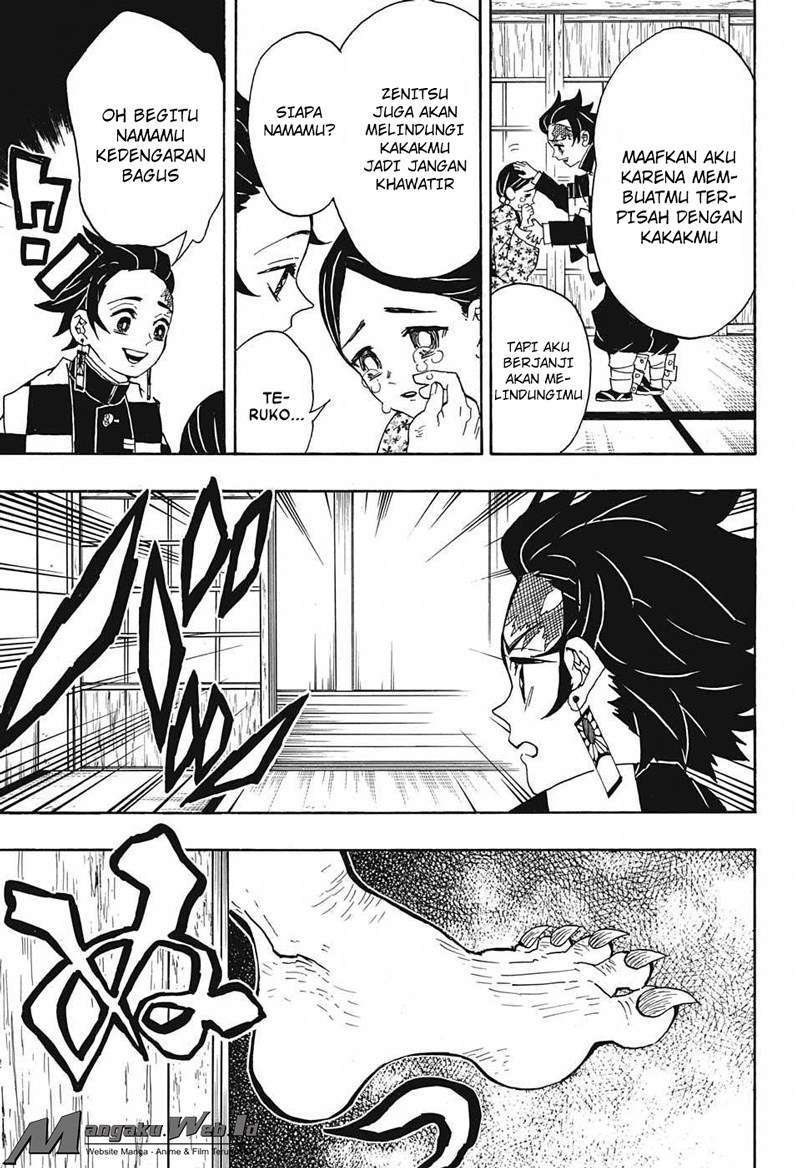 MAAFKAN AKU
KARENA MEM-
BUATMU TER-
PISAH DENGAN
KAKAKMU
TAPI AKU
BERJANJI
AKAN ME-
LINDUNGIMU
ZENITSU
JUGA AKAN
MELINDUNGI
KAKAKMU
JADI JANGAN
KHAWATIR
SIAPA
NAMAMU?
TE-
RUKO...
OH BEGITU
NAMAMU
KEDENGARAN
BAGUS
ぬ
Mangaku.Web.Id
Website Manga - Anime & Film